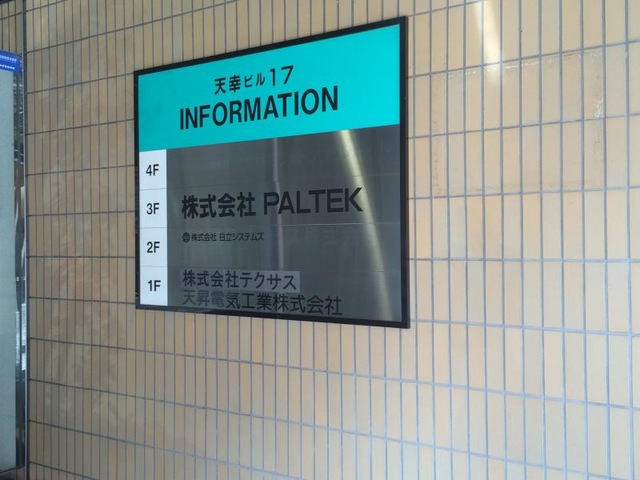 天幸ビル17
INFORMATION
4F
3F 株式会社 PALTEK
2F 株式会社 日立システムズ
1F 株式会社テクサス
天昇電気工業株式会社